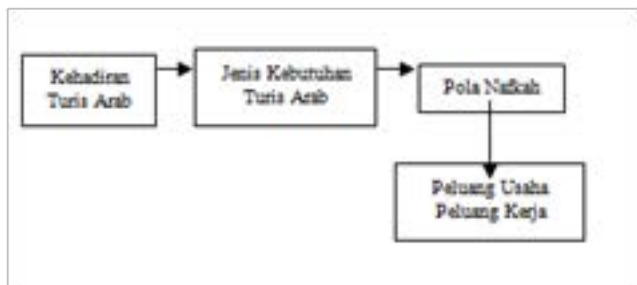 Kehadiran
Turis Arab
Jenis Kebutuhan
Turis Arab
Pola Nafkah
Peluang Usaha
Peluang Kerja